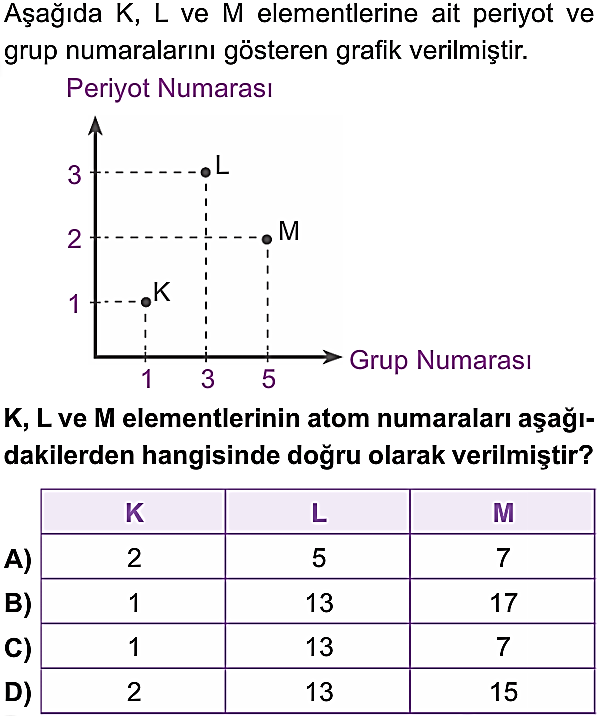 Aşağıda K, L ve M elementlerine ait periyot ve
grup numaralarını gösteren grafik verilmiştir.
Periyot Numarası
3
L
2
M
1
K
Grup Numarası
1 3 5
K, L ve M elementlerinin atom numaraları aşağı-
dakilerden hangisinde doğru olarak verilmiştir?
K L M
A) 2 5 7
B) 1 13 17
C) 1 13 7
D) 2 13 15